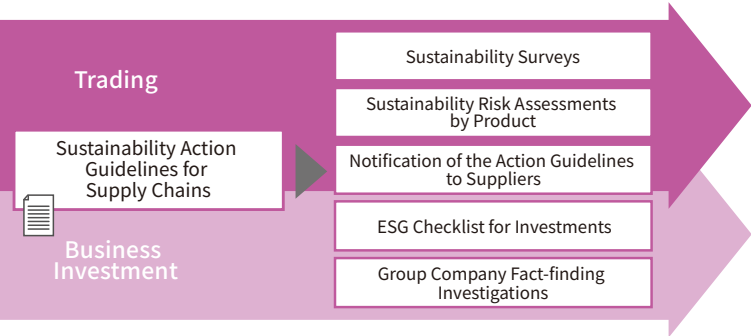 Trading
Sustainability Action
Guidelines for
Supply Chains
Business
Investment
Sustainability Surveys
Sustainability Risk Assessments
by Product
Notification of the Action Guidelines
to Suppliers
ESG Checklist for Investments
Group Company Fact-finding
Investigations